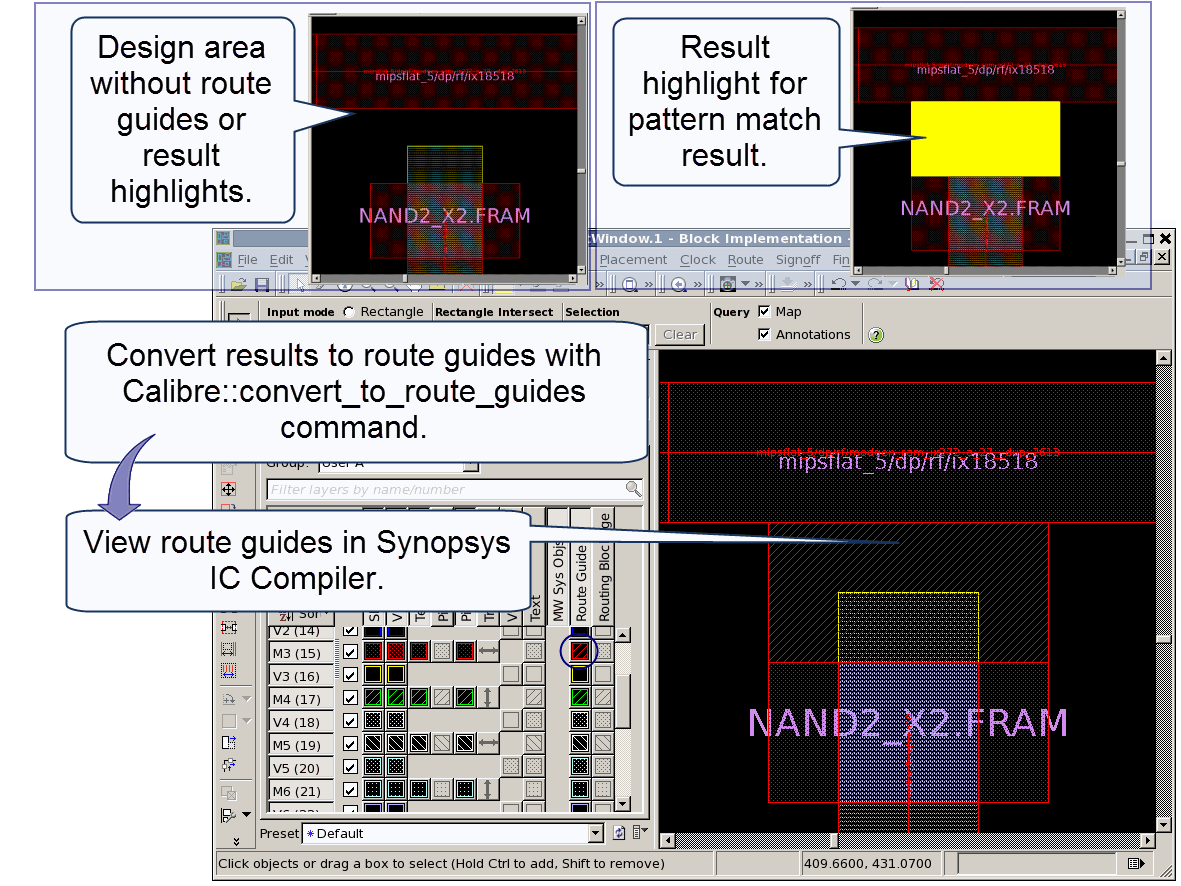 Design area
without route
guides or
result
highlights.
mipsflat_5/dp/rf/ix18518
NAND2_X2.FRAM
Result
highlight for
pattern match
result.
mipsflat_5/dp/rf/ix18518
NAND2_X2.FRAM
Window.1 - Block Implementation -
File Edit Placement Clock Route Signoff Fin
Input mode Rectangle Rectangle Intersect Selection
Clear
Query Map
Annotations
Convert results to route guides with
Calibre::convert_to_route_guides
command.
Group: User A
Filter layers by name/number
View route guides in Synopsys
IC Compiler.
Text
MW Sys Obj
Route Guide
Routing Bloc ge
Sor
V2 (14)
M3 (15)
V3 (16)
M4 (17)
V4 (18)
M5 (19)
V5 (20)
M6 (21)
mipsflat_5/dp/rf/ix18518
NAND2_X2.FRAM
Preset * Default
Click objects or drag a box to select (Hold Ctrl to add, Shift to remove)
409.6600, 431.0700